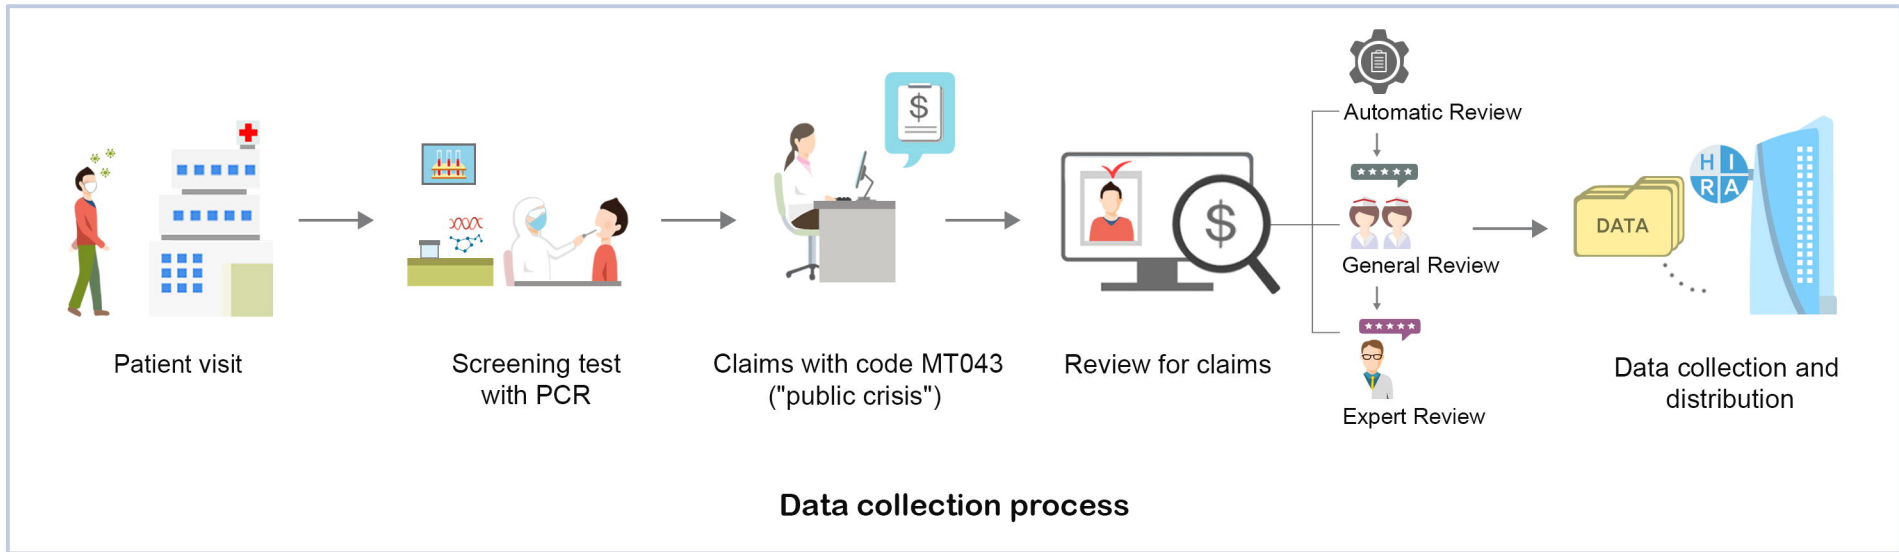 Patient visit
Screening test
with PCR
$
Claims with code MT043
("public crisis")
$
Review for claims
Automatic Review
General Review
Expert Review
DATA
H I
R A
Data collection and
distribution
Data collection process